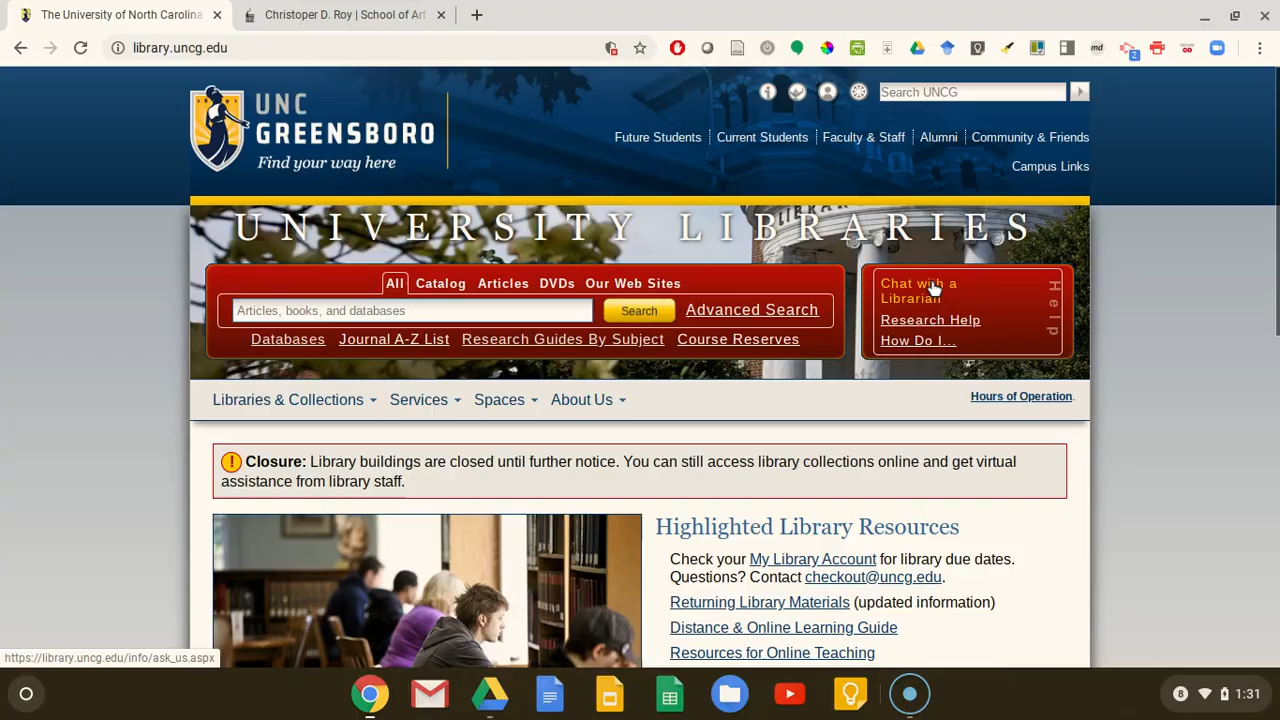 The University of North Carolina
Christoper D. Roy | School of Art
library.uncg.edu
md
2
UNC
GREENSBORO
Find your way here
Search UNCG
Future Students
Current Students
Faculty & Staff
Alumni
Community & Friends
Campus Links
UNIVERSITY LIBRARIES
All
Catalog
Articles
DVDs
Our Web Sites
Articles, books, and databases
Search
Advanced Search
Databases
Journal A-Z List
Research Guides By Subject
Course Reserves
Chat with a
Librarian
Research Help
How Do I...
Help
Libraries & Collections
Services
Spaces
About Us
Hours of Operation.
! Closure: Library buildings are closed until further notice. You can still access library collections online and get virtual
assistance from library staff.
Highlighted Library Resources
Check your My Library Account for library due dates.
Questions? Contact checkout@uncg.edu.
Returning Library Materials (updated information)
Distance & Online Learning Guide
Resources for Online Teaching
https://library.uncg.edu/info/ask_us.aspx
8
1:31